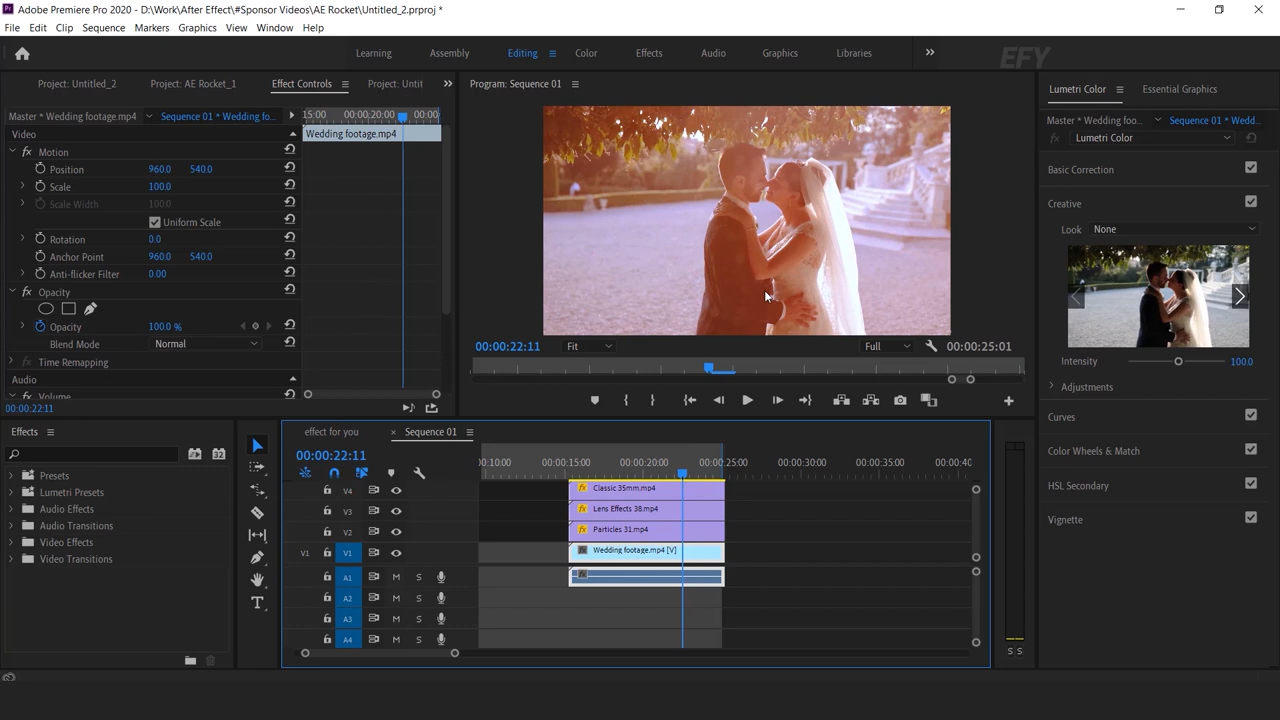 Adobe Premiere Pro 2020 - D:\Work\After Effect\#Sponsor Videos\AE Rocket\Untitled_2.prproj *
File Edit Clip Sequence Markers Graphics View Window Help
Learning Assembly Editing Color Effects Audio Graphics Libraries
EFY
Project: Untitled_2 Project: AE Rocket_1 Effect Controls Project: Untit
Program: Sequence 01
Lumetri Color Essential Graphics
Master * Wedding footage.mp4 Sequence 01 * Wedding fo...
:15:00 00:00:20:00 00:00:
Master * Wedding foo... Sequence 01 * Wedd...
Video
Wedding footage.mp4
fx Lumetri Color
fx Motion
Position 960.0 540.0
Basic Correction
Scale 100.0
Scale Width 100.0
Creative
Uniform Scale
Look None
Rotation 0.0
Anchor Point 960.0 540.0
Anti-flicker Filter 0.00
fx Opacity
Opacity 100.0 %
Blend Mode Normal
00:00:22:11 Fit Full 00:00:25:01
fx Time Remapping
Intensity 100.0
Audio
Adjustments
fx Volume
00:00:22:11
Curves
Effects
effect for you × Sequence 01
Color Wheels & Match
00:00:22:11
:00:10:00 00:00:15:00 00:00:20:00 00:00:25:00 00:00:30:00 00:00:35:00 00:00:40
Presets
HSL Secondary
V4 fx Classic 35mm.mp4
Lumetri Presets
Audio Effects
V3 fx Lens Effects 38.mp4
Vignette
Audio Transitions
V2 fx Particles 31.mp4
Video Effects
V1 V1 fx Wedding footage.mp4 [V]
Video Transitions
A1 M S fx
A2 M S
A3 M S
A4 M S
S S